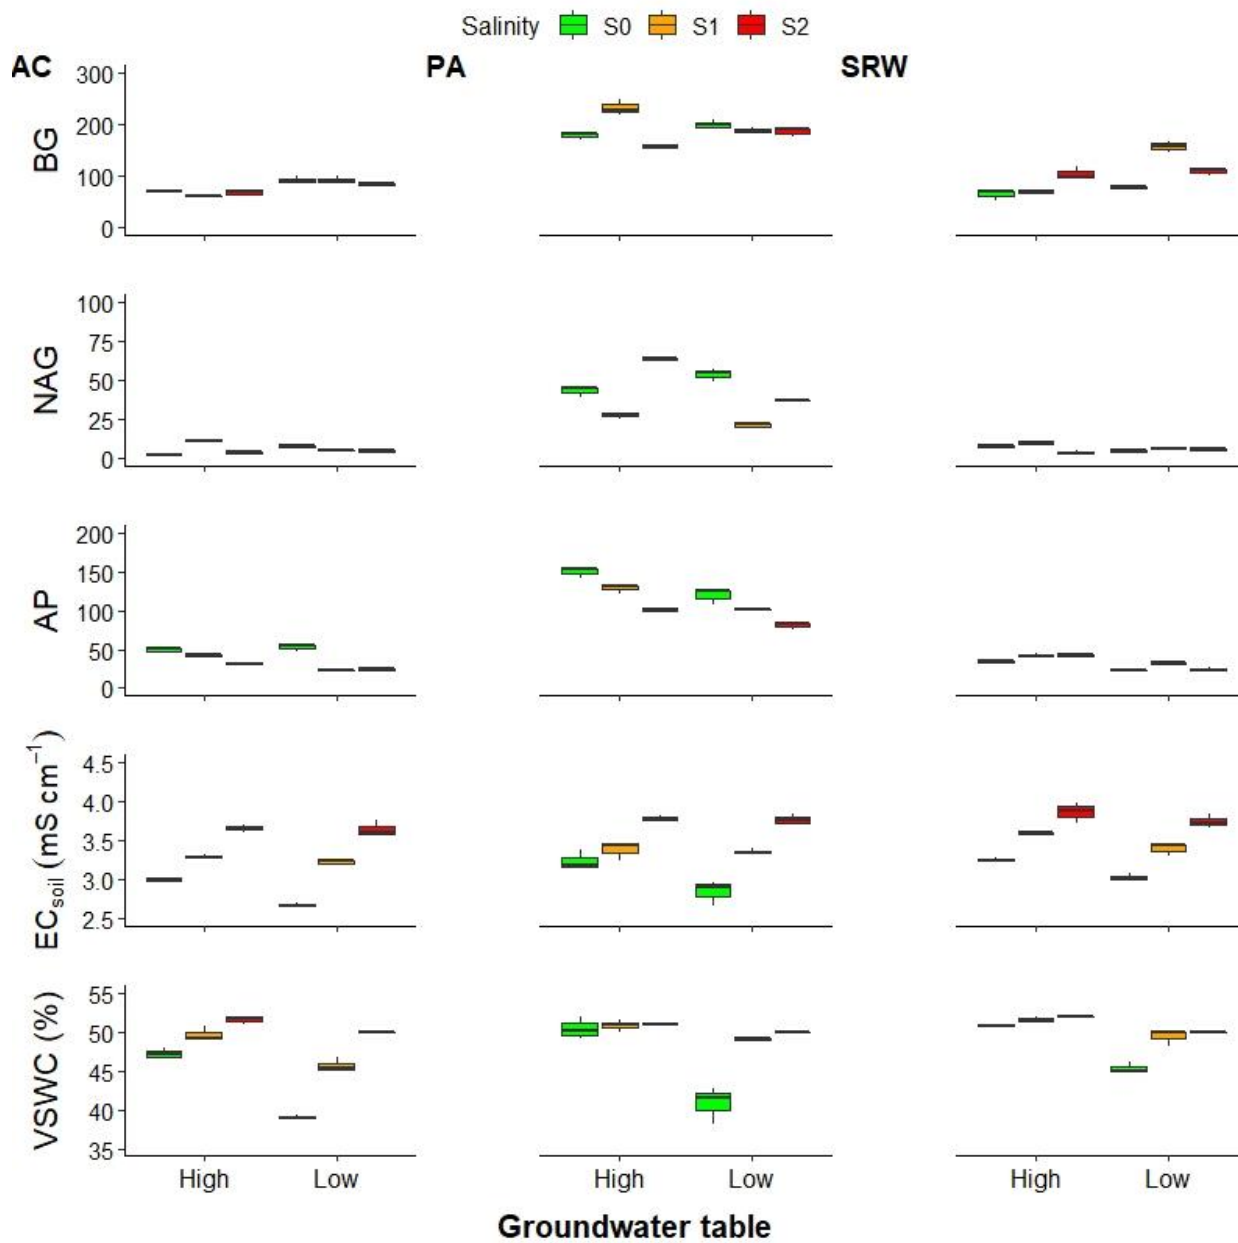 Salinity S0 S1 S2
AC PA SRW
BG
300
200
100
0
NAG
100
75
50
25
0
AP
200
150
100
50
0
EC_soil (mS cm⁻¹)
4.5
4.0
3.5
3.0
2.5
VSWC (%)
55
50
45
40
35
High Low High Low High Low
Groundwater table